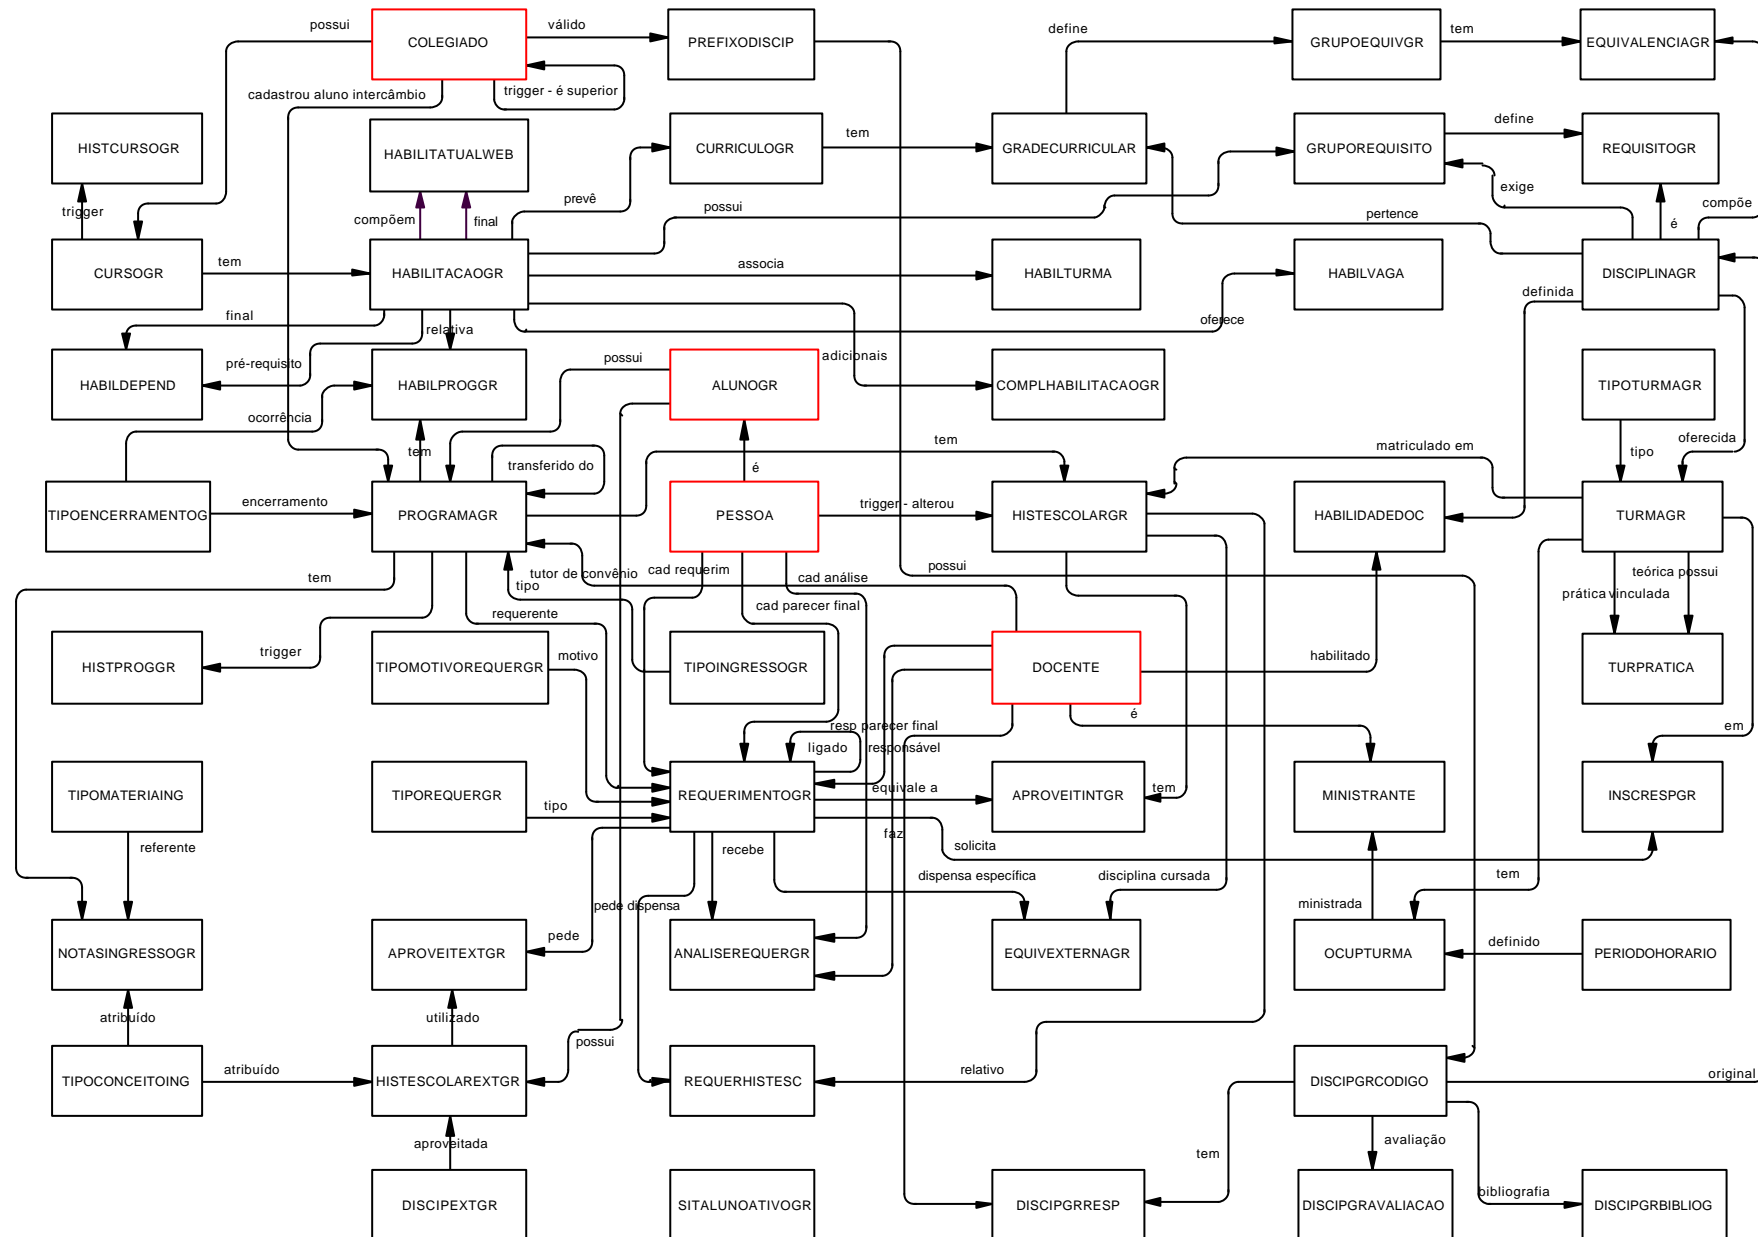 possui
COLEGIADO
válido
PREFIXODISCIP
define
GRUPOEQUIVGR
tem
EQUIVALENCIAGR
cadastrou aluno intercâmbio
trigger - é superior
HISTCURSOGR
HABILITATUALWEB
CURRICULOGR
tem
GRADECURRICULAR
GRUPOREQUISITO
define
REQUISITOGR
trigger
compõem
final
prevê
possui
pertence
exige
é
compõe
CURSOGR
tem
HABILITACAOGR
associa
HABILTURMA
HABILVAGA
definida
DISCIPLINAGR
final
relativa
oferece
pré-requisito
possui
adicionais
HABILDEPEND
HABILPROGGR
ALUNOGR
COMPLHABILITACAOGR
TIPOTURMAGR
ocorrência
tem
transferido do
é
tem
matriculado em
tipo
oferecida
TIPOENCERRAMENTOG
encerramento
PROGRAMAGR
PESSOA
trigger - alterou
HISTESCOLARGR
HABILIDADEDOC
TURMAGR
tem
requerente
tipo
tutor de convênio
cad requerim
cad parecer final
cad análise
possui
teórica possui
prática vinculada
HISTPROGGR
trigger
TIPOMOTIVOREQUERGR
motivo
TIPOINGRESSOGR
DOCENTE
habilitado
TURPRATICA
é
resp parecer final
ligado
responsável
em
TIPOMATERIAING
TIPOREQUERGR
tipo
REQUERIMENTOGR
equivale a
APROVEITINTGR
tem
MINISTRANTE
INSCRESPGR
referente
recebe
faz
solicita
dispensa específica
disciplina cursada
tem
pede dispensa
ministrada
NOTASINGRESSOGR
APROVEITEXTGR
pede
ANALISEREQUERGR
EQUIVEXTERNAGR
OCUPTURMA
definido
PERIODOHORARIO
atribuído
utilizado
possui
TIPOCONCEITOING
atribuído
HISTESCOLAREXTGR
REQUERHISTESC
relativo
DISCIPGRCODIGO
original
aproveitada
tem
avaliação
DISCIPEXTGR
SITALUNOATIVOGR
DISCIPGRRESP
DISCIPGRAVALIACAO
bibliografia
DISCIPGRBIBLIOG